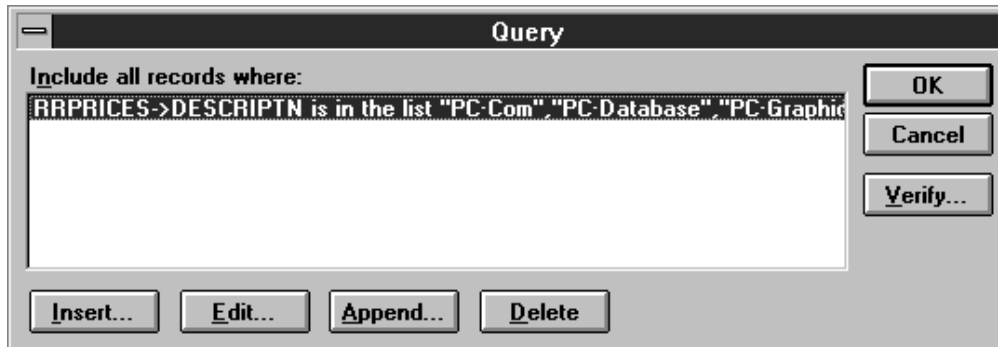 Query
Include all records where:
RRPRICES->DESCRIPTN is in the list "PC-Com","PC-Database","PC-Graphic
OK
Cancel
Verify...
Insert...
Edit...
Append...
Delete